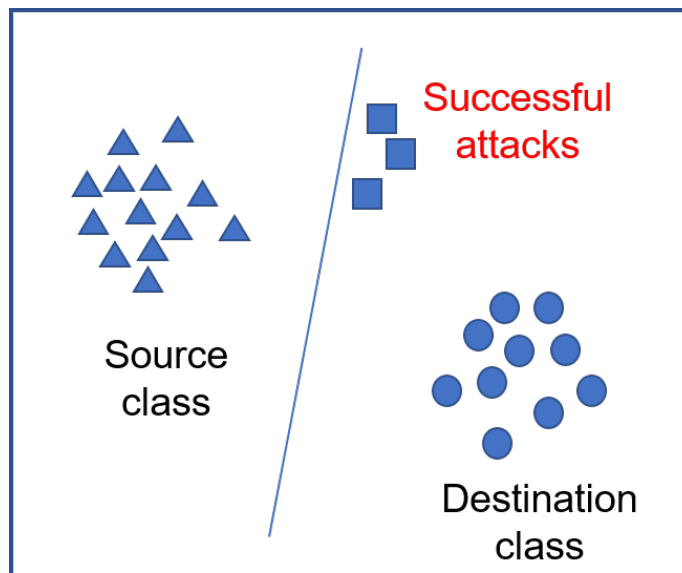 Successful
attacks
Source
class
Destination
class